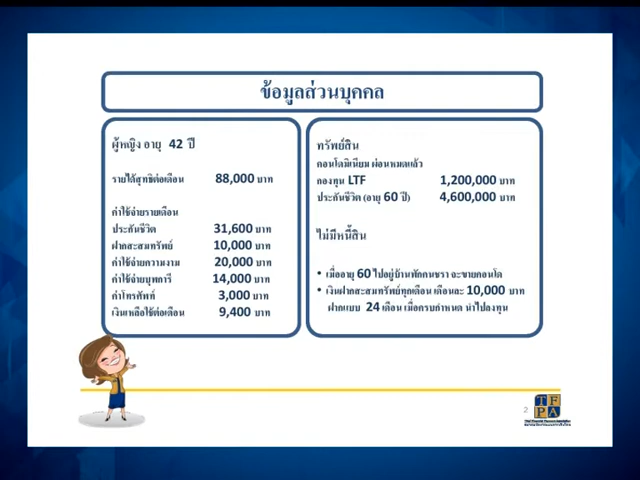 ข้อมูลส่วนบุคคล
ผู้หญิง อายุ 42 ปี
รายได้สุทธิต่อเดือน 88,000 บาท
ค่าใช้จ่ายรายเดือน
ประกันชีวิต 31,600 บาท
ฝากสะสมทรัพย์ 10,000 บาท
ค่าใช้จ่ายความงาม 20,000 บาท
ค่าใช้จ่ายบุพการี 14,000 บาท
ค่าโทรศัพท์ 3,000 บาท
เงินเหลือใช้ต่อเดือน 9,400 บาท
ทรัพย์สิน
คอนโดมิเนียม ผ่อนหมดแล้ว
กองทุน LTF 1,200,000 บาท
ประกันชีวิต (อายุ 60 ปี) 4,600,000 บาท
ไม่มีหนี้สิน
• เมื่ออายุ 60 ไปอยู่บ้านพักคนชรา จะขายคอนโด
• เงินฝากสะสมทรัพย์ทุกเดือน เดือนละ 10,000 บาท
ฝากแบบ 24 เดือน เมื่อครบกำหนด นำไปลงทุน
2
TFPA